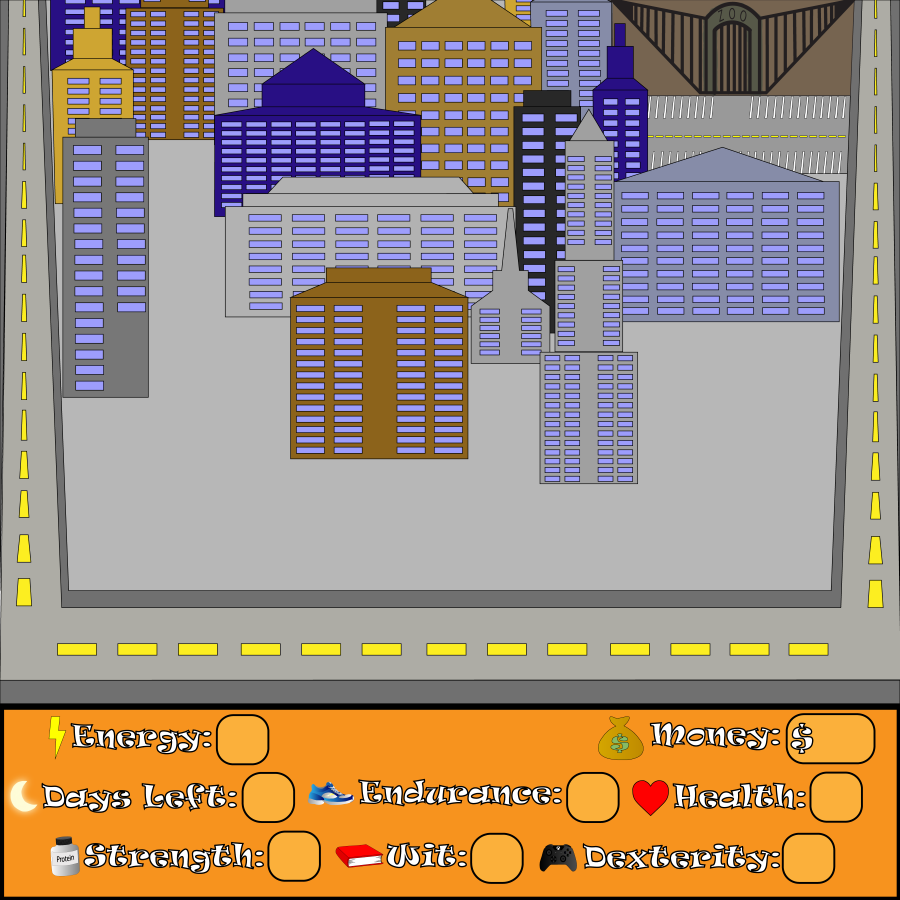 ZOO
Energy: Money: $
Days Left: Endurance: Health:
Protein Strength: Wit: Dexterity: